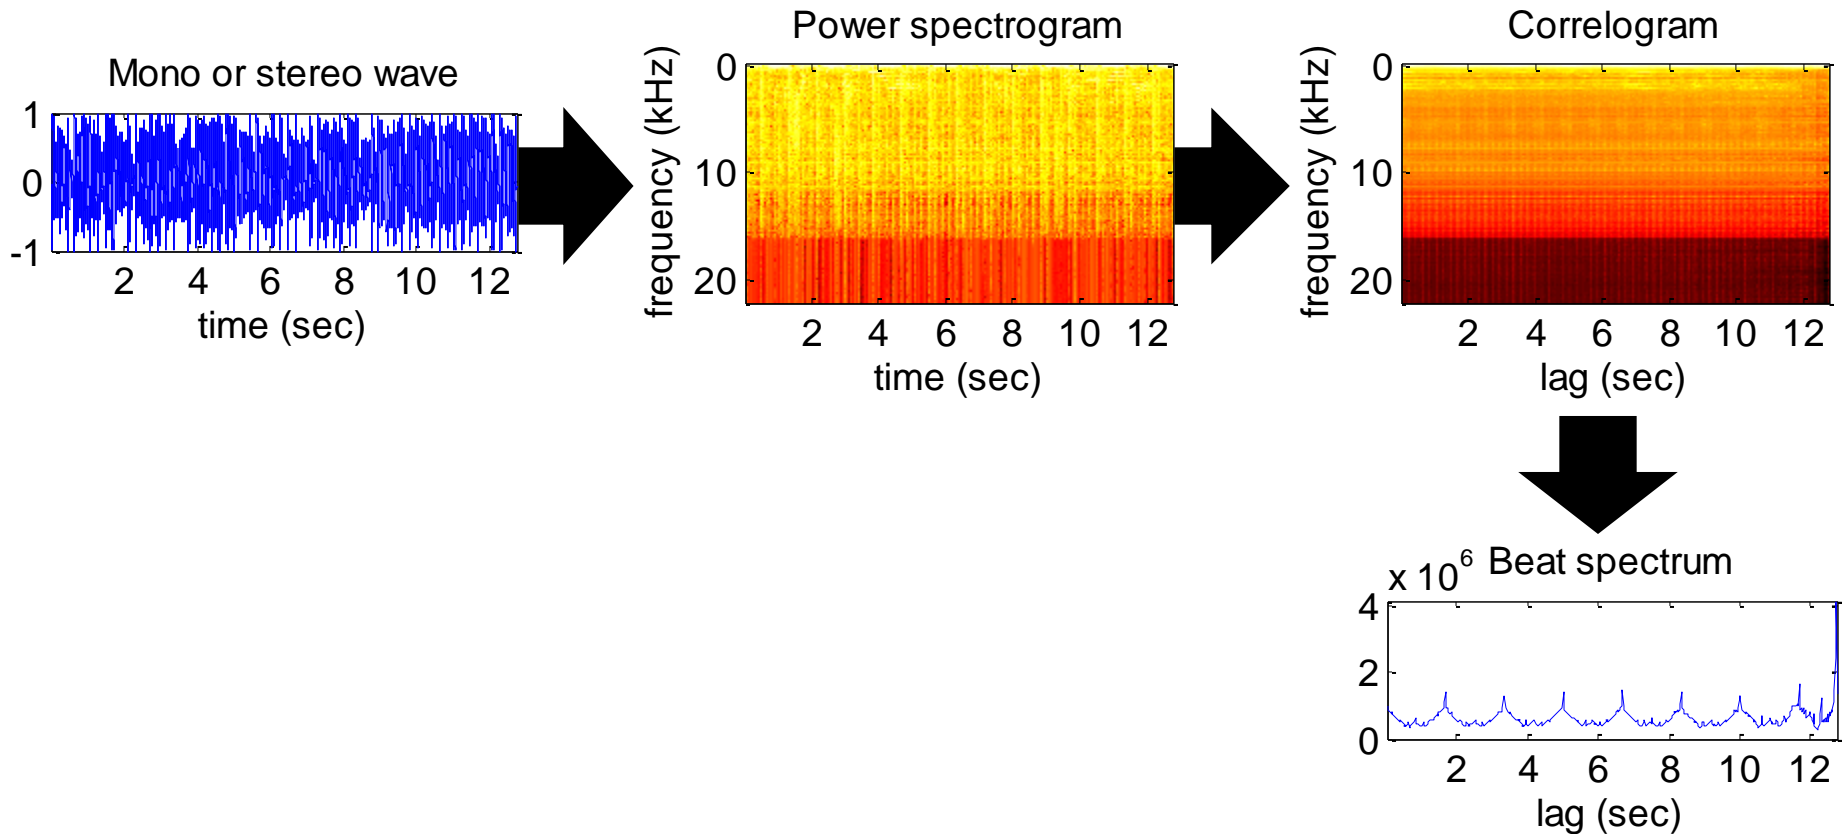 Mono or stereo wave
1
0
-1
2 4 6 8 10 12
time (sec)
Power spectrogram
frequency (kHz)
0
10
20
2 4 6 8 10 12
time (sec)
Correlogram
frequency (kHz)
0
10
20
2 4 6 8 10 12
lag (sec)
x 10^6 Beat spectrum
4
2
0
2 4 6 8 10 12
lag (sec)